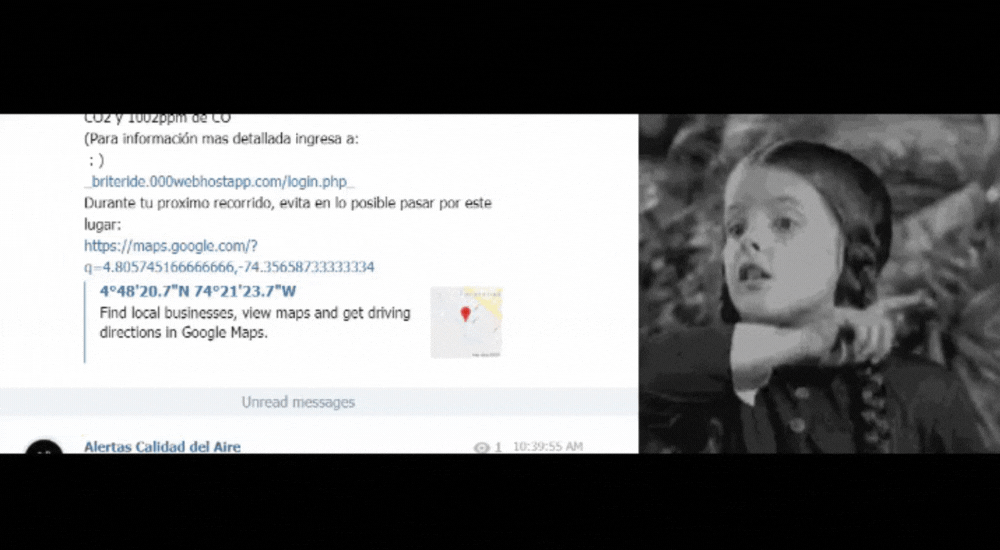 CO2 y 1002ppm de CO
(Para información mas detallada ingresa a:
: )
_briteride.000webhostapp.com/login.php_
Durante tu proximo recorrido, evita en lo posible pasar por este
lugar:
https://maps.google.com/?
q=4.805745166666666,-74.35658733333334
4°48'20.7"N 74°21'23.7"W
Find local businesses, view maps and get driving
directions in Google Maps.
Unread messages
Alertas Calidad del Aire
1 10:39:55 AM